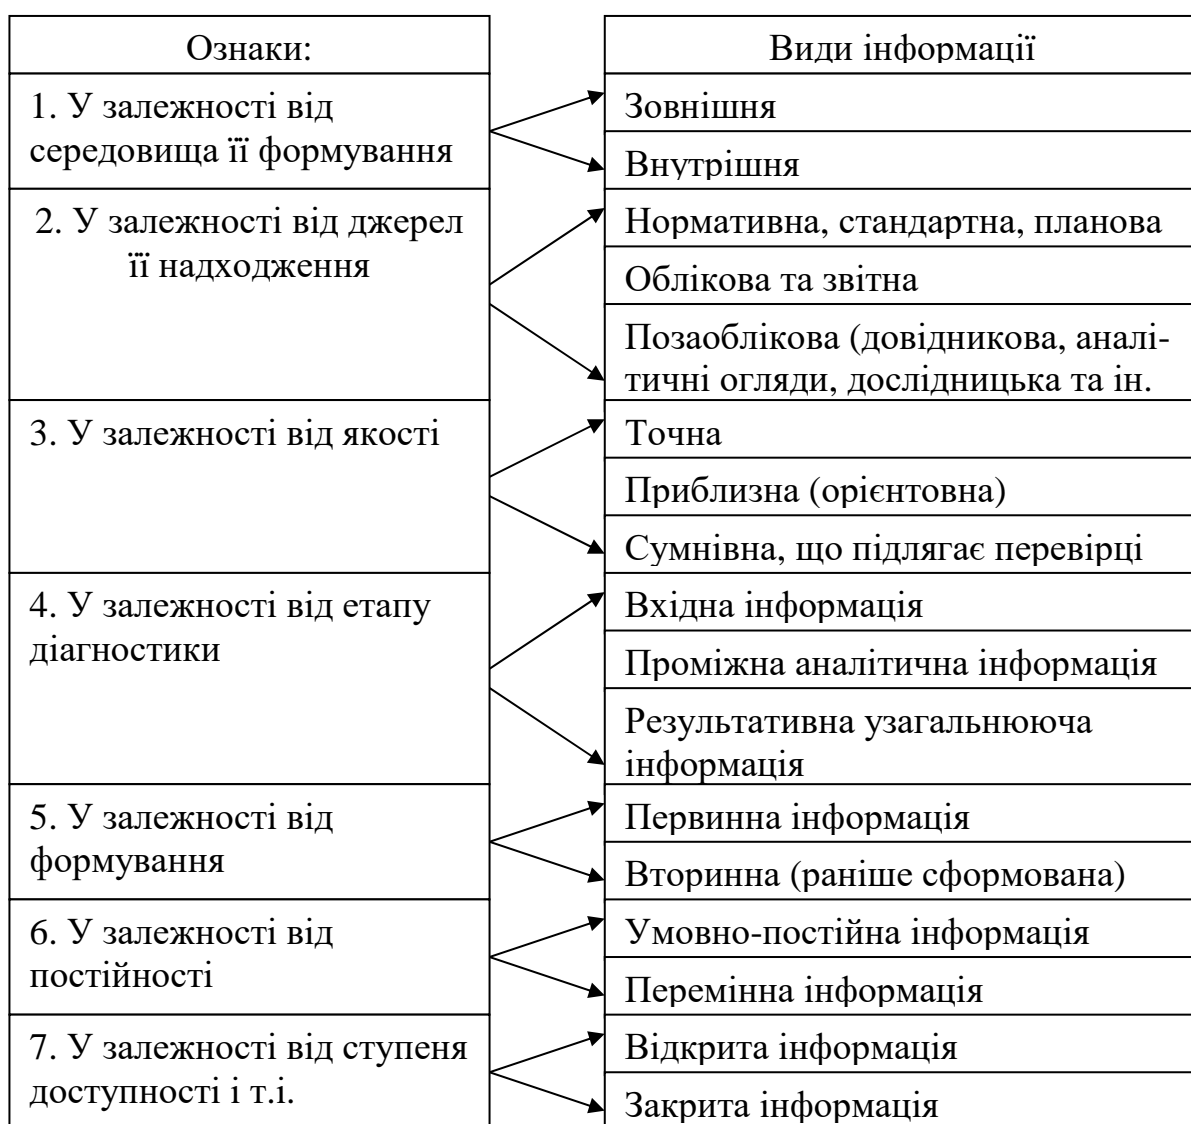 Ознаки:
Види інформації
1. У залежності від
середовища її формування
Зовнішня
Внутрішня
2. У залежності від джерел
її надходження
Нормативна, стандартна, планова
Облікова та звітна
Позаоблікова (довідникова, аналі-
тичні огляди, дослідницька та ін.
3. У залежності від якості
Точна
Приблизна (орієнтовна)
Сумнівна, що підлягає перевірці
4. У залежності від етапу
діагностики
Вхідна інформація
Проміжна аналітична інформація
Результативна узагальнююча
інформація
5. У залежності від
формування
Первинна інформація
Вторинна (раніше сформована)
6. У залежності від
постійності
Умовно-постійна інформація
Перемінна інформація
7. У залежності від ступеня
доступності і т.і.
Відкрита інформація
Закрита інформація